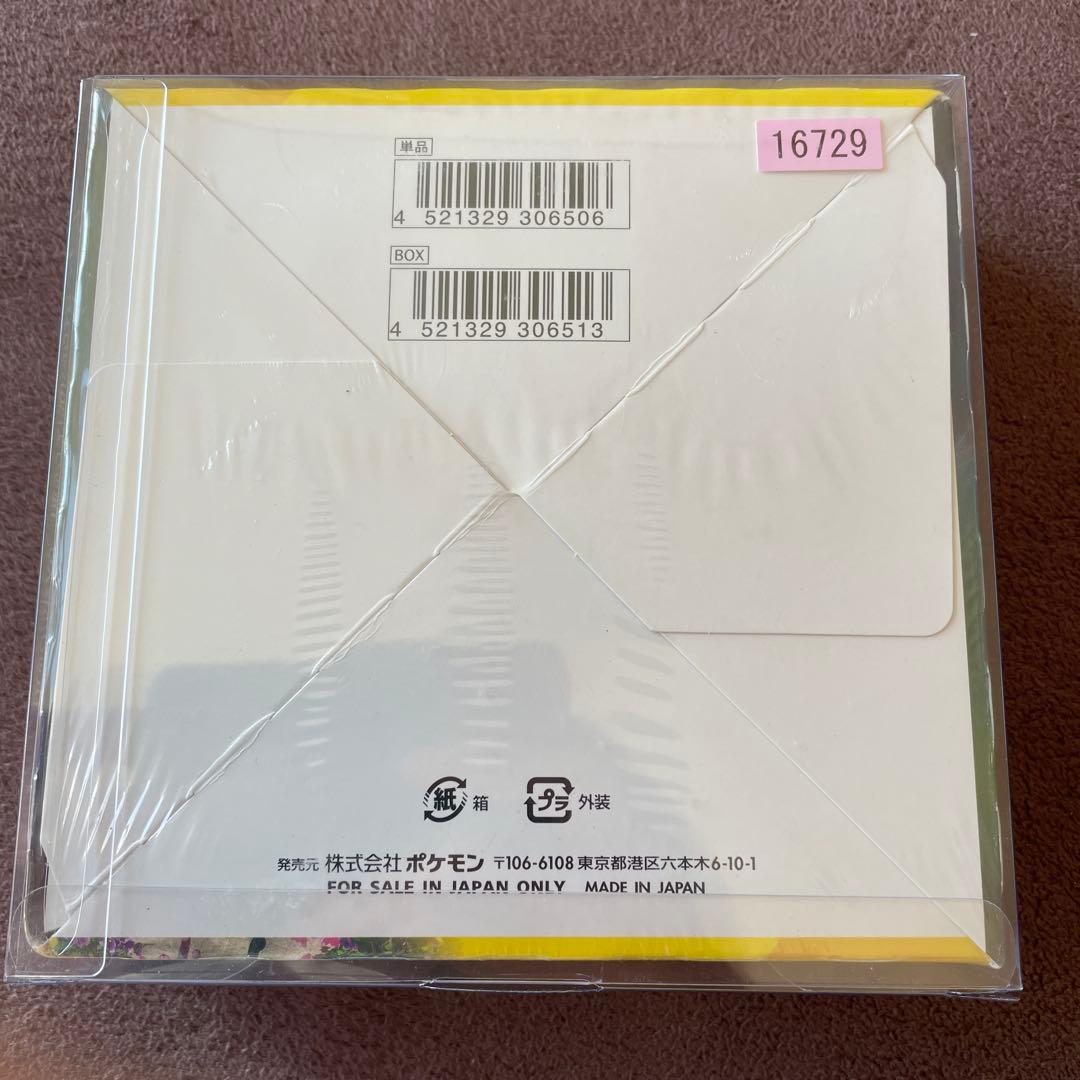 16729
単品
4 521329 306506
BOX
4 521329 306513
紙 箱 プラ 外装
発売元 株式会社ポケモン 〒106-6108 東京都港区六本木6-10-1
FOR SALE IN JAPAN ONLY MADE IN JAPAN